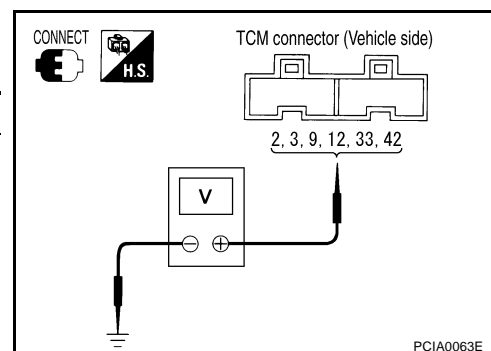 CONNECT
H.S.
TCM connector (Vehicle side)
2, 3, 9, 12, 33, 42
V
− +
PCIA0063E